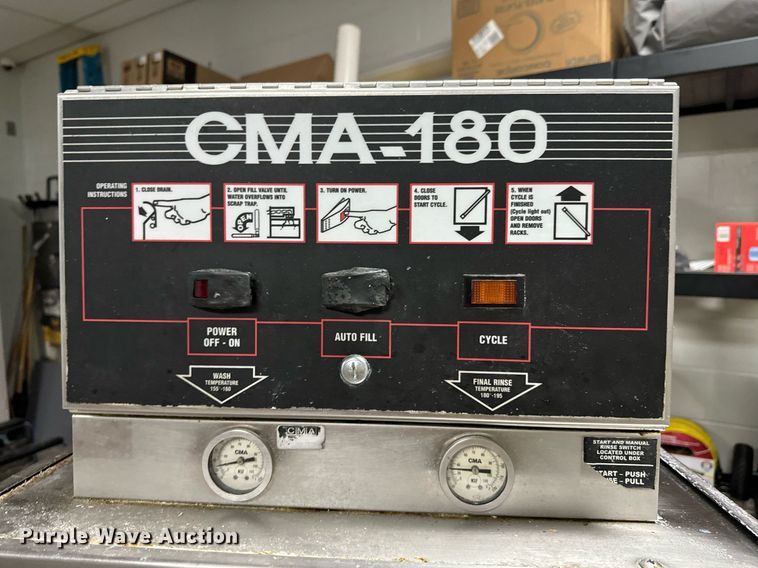 CMA-180
OPERATING
INSTRUCTIONS
1. CLOSE DRAIN.
2. OPEN FILL VALVE UNTIL
WATER OVERFLOWS INTO
SCRAP TRAP.
3. TURN ON POWER.
4. CLOSE
DOORS TO
START CYCLE.
5. WHEN
CYCLE IS
FINISHED
(Cycle light out)
OPEN DOORS
AND REMOVE
RACKS.
POWER
OFF - ON
AUTO FILL
CYCLE
WASH
TEMPERATURE
155°-160
FINAL RINSE
TEMPERATURE
180°-195
CMA
CMA
NSF
CMA
NSF
START AND MANUAL
RINSE SWITCH
LOCATED UNDER
CONTROL BOX
START - PUSH
- PULL
Purple Wave Auction